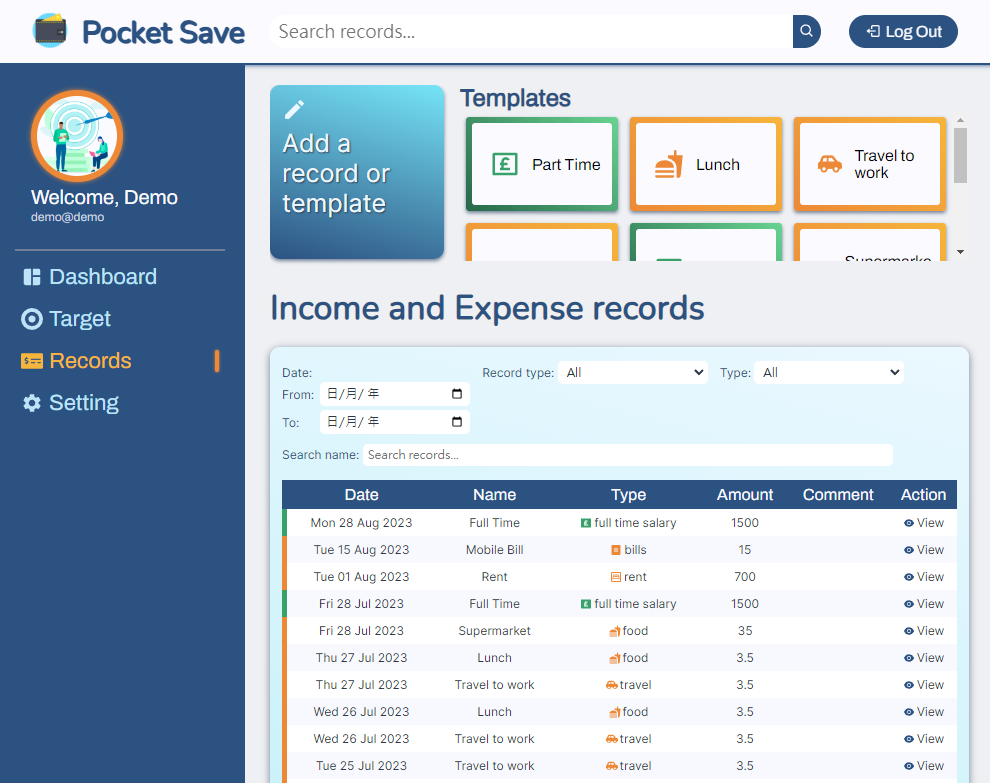 Pocket Save
Search records...
Log Out
Welcome, Demo
demo@demo
Dashboard
Target
Records
Setting
Add a
record or
template
Templates
Part Time
Lunch
Travel to
work
Income and Expense records
Date:
From: 日/月/ 年
To: 日/月/ 年
Record type: All
Type: All
Search name: Search records...
Date Name Type Amount Comment Action
Mon 28 Aug 2023 Full Time full time salary 1500 View
Tue 15 Aug 2023 Mobile Bill bills 15 View
Tue 01 Aug 2023 Rent rent 700 View
Fri 28 Jul 2023 Full Time full time salary 1500 View
Fri 28 Jul 2023 Supermarket food 35 View
Thu 27 Jul 2023 Lunch food 3.5 View
Thu 27 Jul 2023 Travel to work travel 3.5 View
Wed 26 Jul 2023 Lunch food 3.5 View
Wed 26 Jul 2023 Travel to work travel 3.5 View
Tue 25 Jul 2023 Travel to work travel 3.5 View